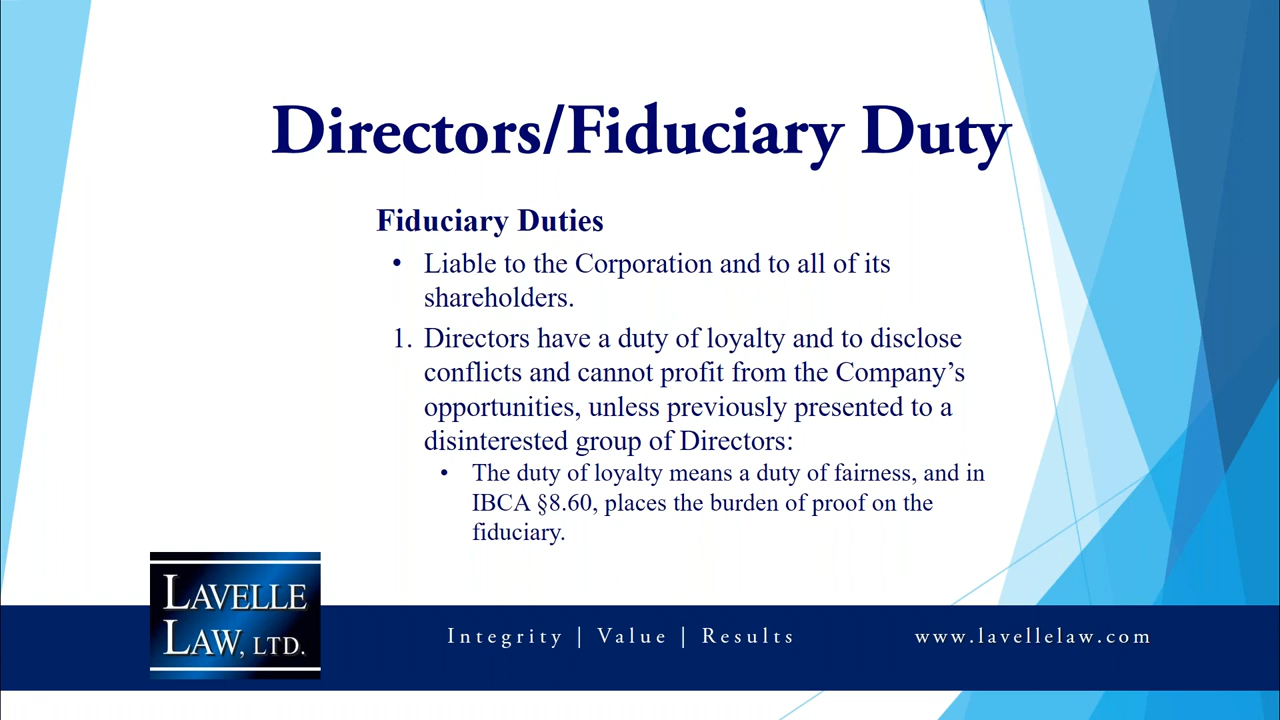 Directors/Fiduciary Duty
Fiduciary Duties
• Liable to the Corporation and to all of its
shareholders.
1. Directors have a duty of loyalty and to disclose
conflicts and cannot profit from the Company’s
opportunities, unless previously presented to a
disinterested group of Directors:
• The duty of loyalty means a duty of fairness, and in
IBCA §8.60, places the burden of proof on the
fiduciary.
LAVELLE
LAW, LTD.
Integrity | Value | Results
www.lavellelaw.com